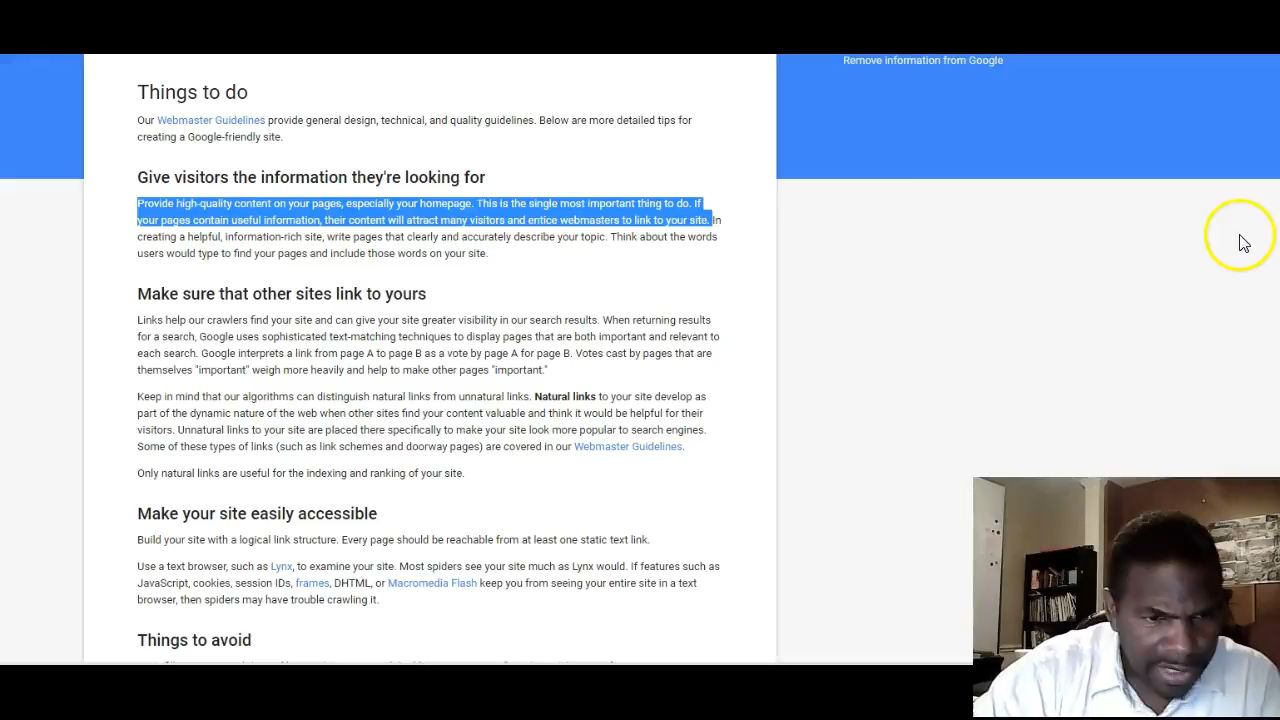 Remove information from Google
Things to do
Our Webmaster Guidelines provide general design, technical, and quality guidelines. Below are more detailed tips for
creating a Google-friendly site.
Give visitors the information they're looking for
Provide high-quality content on your pages, especially your homepage. This is the single most important thing to do. If
your pages contain useful information, their content will attract many visitors and entice webmasters to link to your site. In
creating a helpful, information-rich site, write pages that clearly and accurately describe your topic. Think about the words
users would type to find your pages and include those words on your site.
Make sure that other sites link to yours
Links help our crawlers find your site and can give your site greater visibility in our search results. When returning results
for a search, Google uses sophisticated text-matching techniques to display pages that are both important and relevant to
each search. Google interprets a link from page A to page B as a vote by page A for page B. Votes cast by pages that are
themselves "important" weigh more heavily and help to make other pages "important."
Keep in mind that our algorithms can distinguish natural links from unnatural links. Natural links to your site develop as
part of the dynamic nature of the web when other sites find your content valuable and think it would be helpful for their
visitors. Unnatural links to your site are placed there specifically to make your site look more popular to search engines.
Some of these types of links (such as link schemes and doorway pages) are covered in our Webmaster Guidelines.
Only natural links are useful for the indexing and ranking of your site.
Make your site easily accessible
Build your site with a logical link structure. Every page should be reachable from at least one static text link.
Use a text browser, such as Lynx, to examine your site. Most spiders see your site much as Lynx would. If features such as
JavaScript, cookies, session IDs, frames, DHTML, or Macromedia Flash keep you from seeing your entire site in a text
browser, then spiders may have trouble crawling it.
Things to avoid